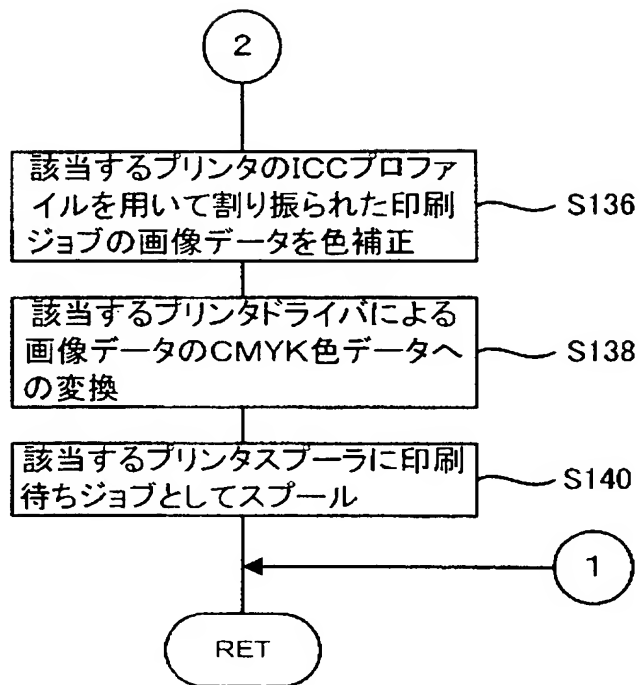 2
該当するプリンタのICCプロファ
イルを用いて割り振られた印刷
ジョブの画像データを色補正
S136
該当するプリンタドライバによる
画像データのCMYK色データへ
の変換
S138
該当するプリンタスプーラに印刷
待ちジョブとしてスプール
S140
1
RET